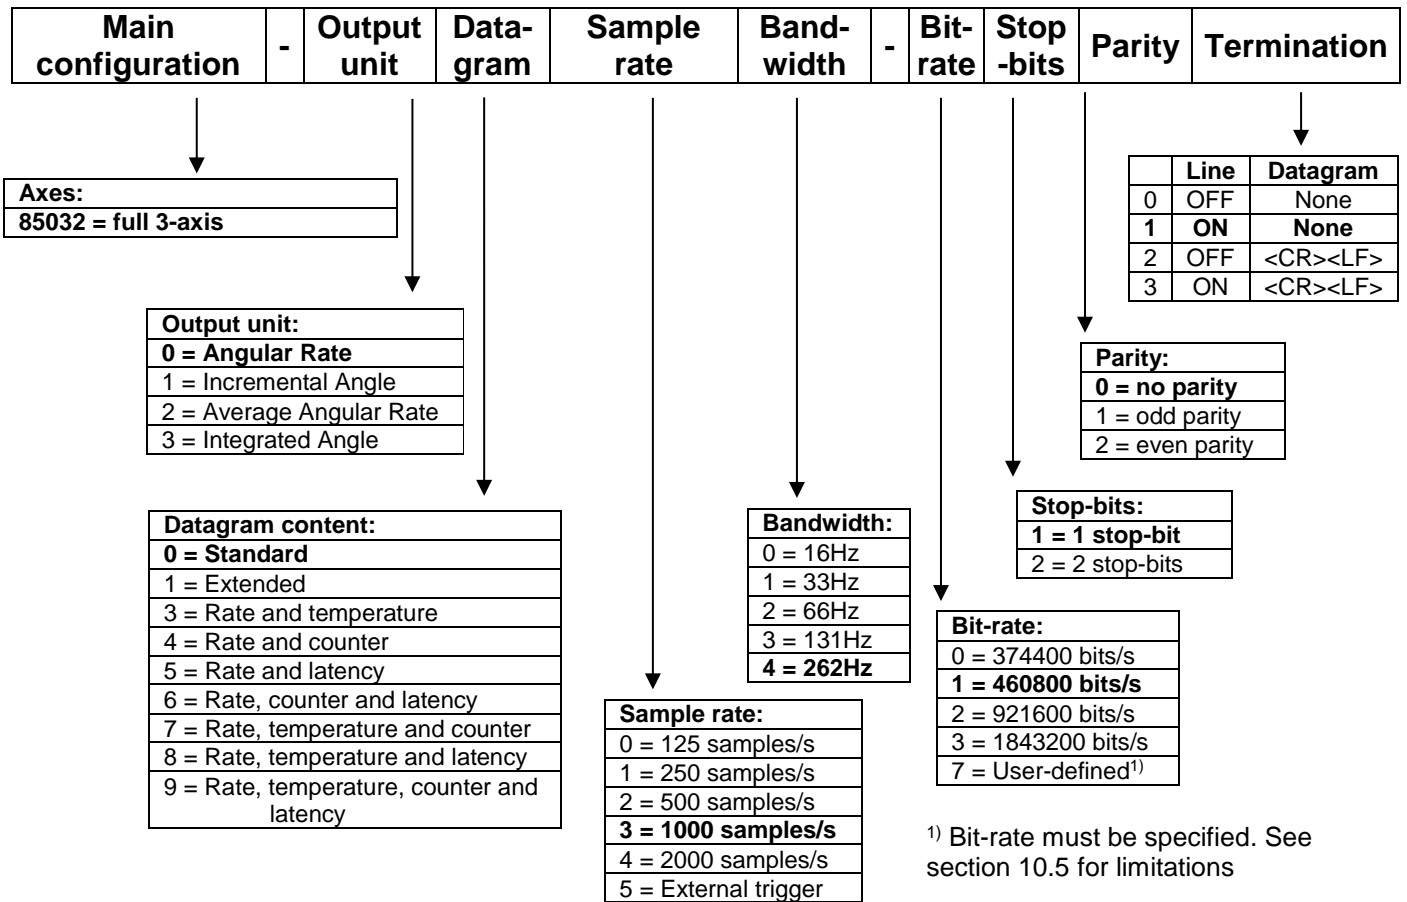 Main configuration - Output unit Data-gram Sample rate Band-width - Bit-rate Stop-bits Parity Termination
Axes:
85032 = full 3-axis
Line Datagram
0 OFF None
1 ON None
2 OFF <CR><LF>
3 ON <CR><LF>
Output unit:
0 = Angular Rate
1 = Incremental Angle
2 = Average Angular Rate
3 = Integrated Angle
Parity:
0 = no parity
1 = odd parity
2 = even parity
Datagram content:
0 = Standard
1 = Extended
3 = Rate and temperature
4 = Rate and counter
5 = Rate and latency
6 = Rate, counter and latency
7 = Rate, temperature and counter
8 = Rate, temperature and latency
9 = Rate, temperature, counter and
latency
Bandwidth:
0 = 16Hz
1 = 33Hz
2 = 66Hz
3 = 131Hz
4 = 262Hz
Stop-bits:
1 = 1 stop-bit
2 = 2 stop-bits
Bit-rate:
0 = 374400 bits/s
1 = 460800 bits/s
2 = 921600 bits/s
3 = 1843200 bits/s
7 = User-defined1)
Sample rate:
0 = 125 samples/s
1 = 250 samples/s
2 = 500 samples/s
3 = 1000 samples/s
4 = 2000 samples/s
5 = External trigger
1) Bit-rate must be specified. See
section 10.5 for limitations